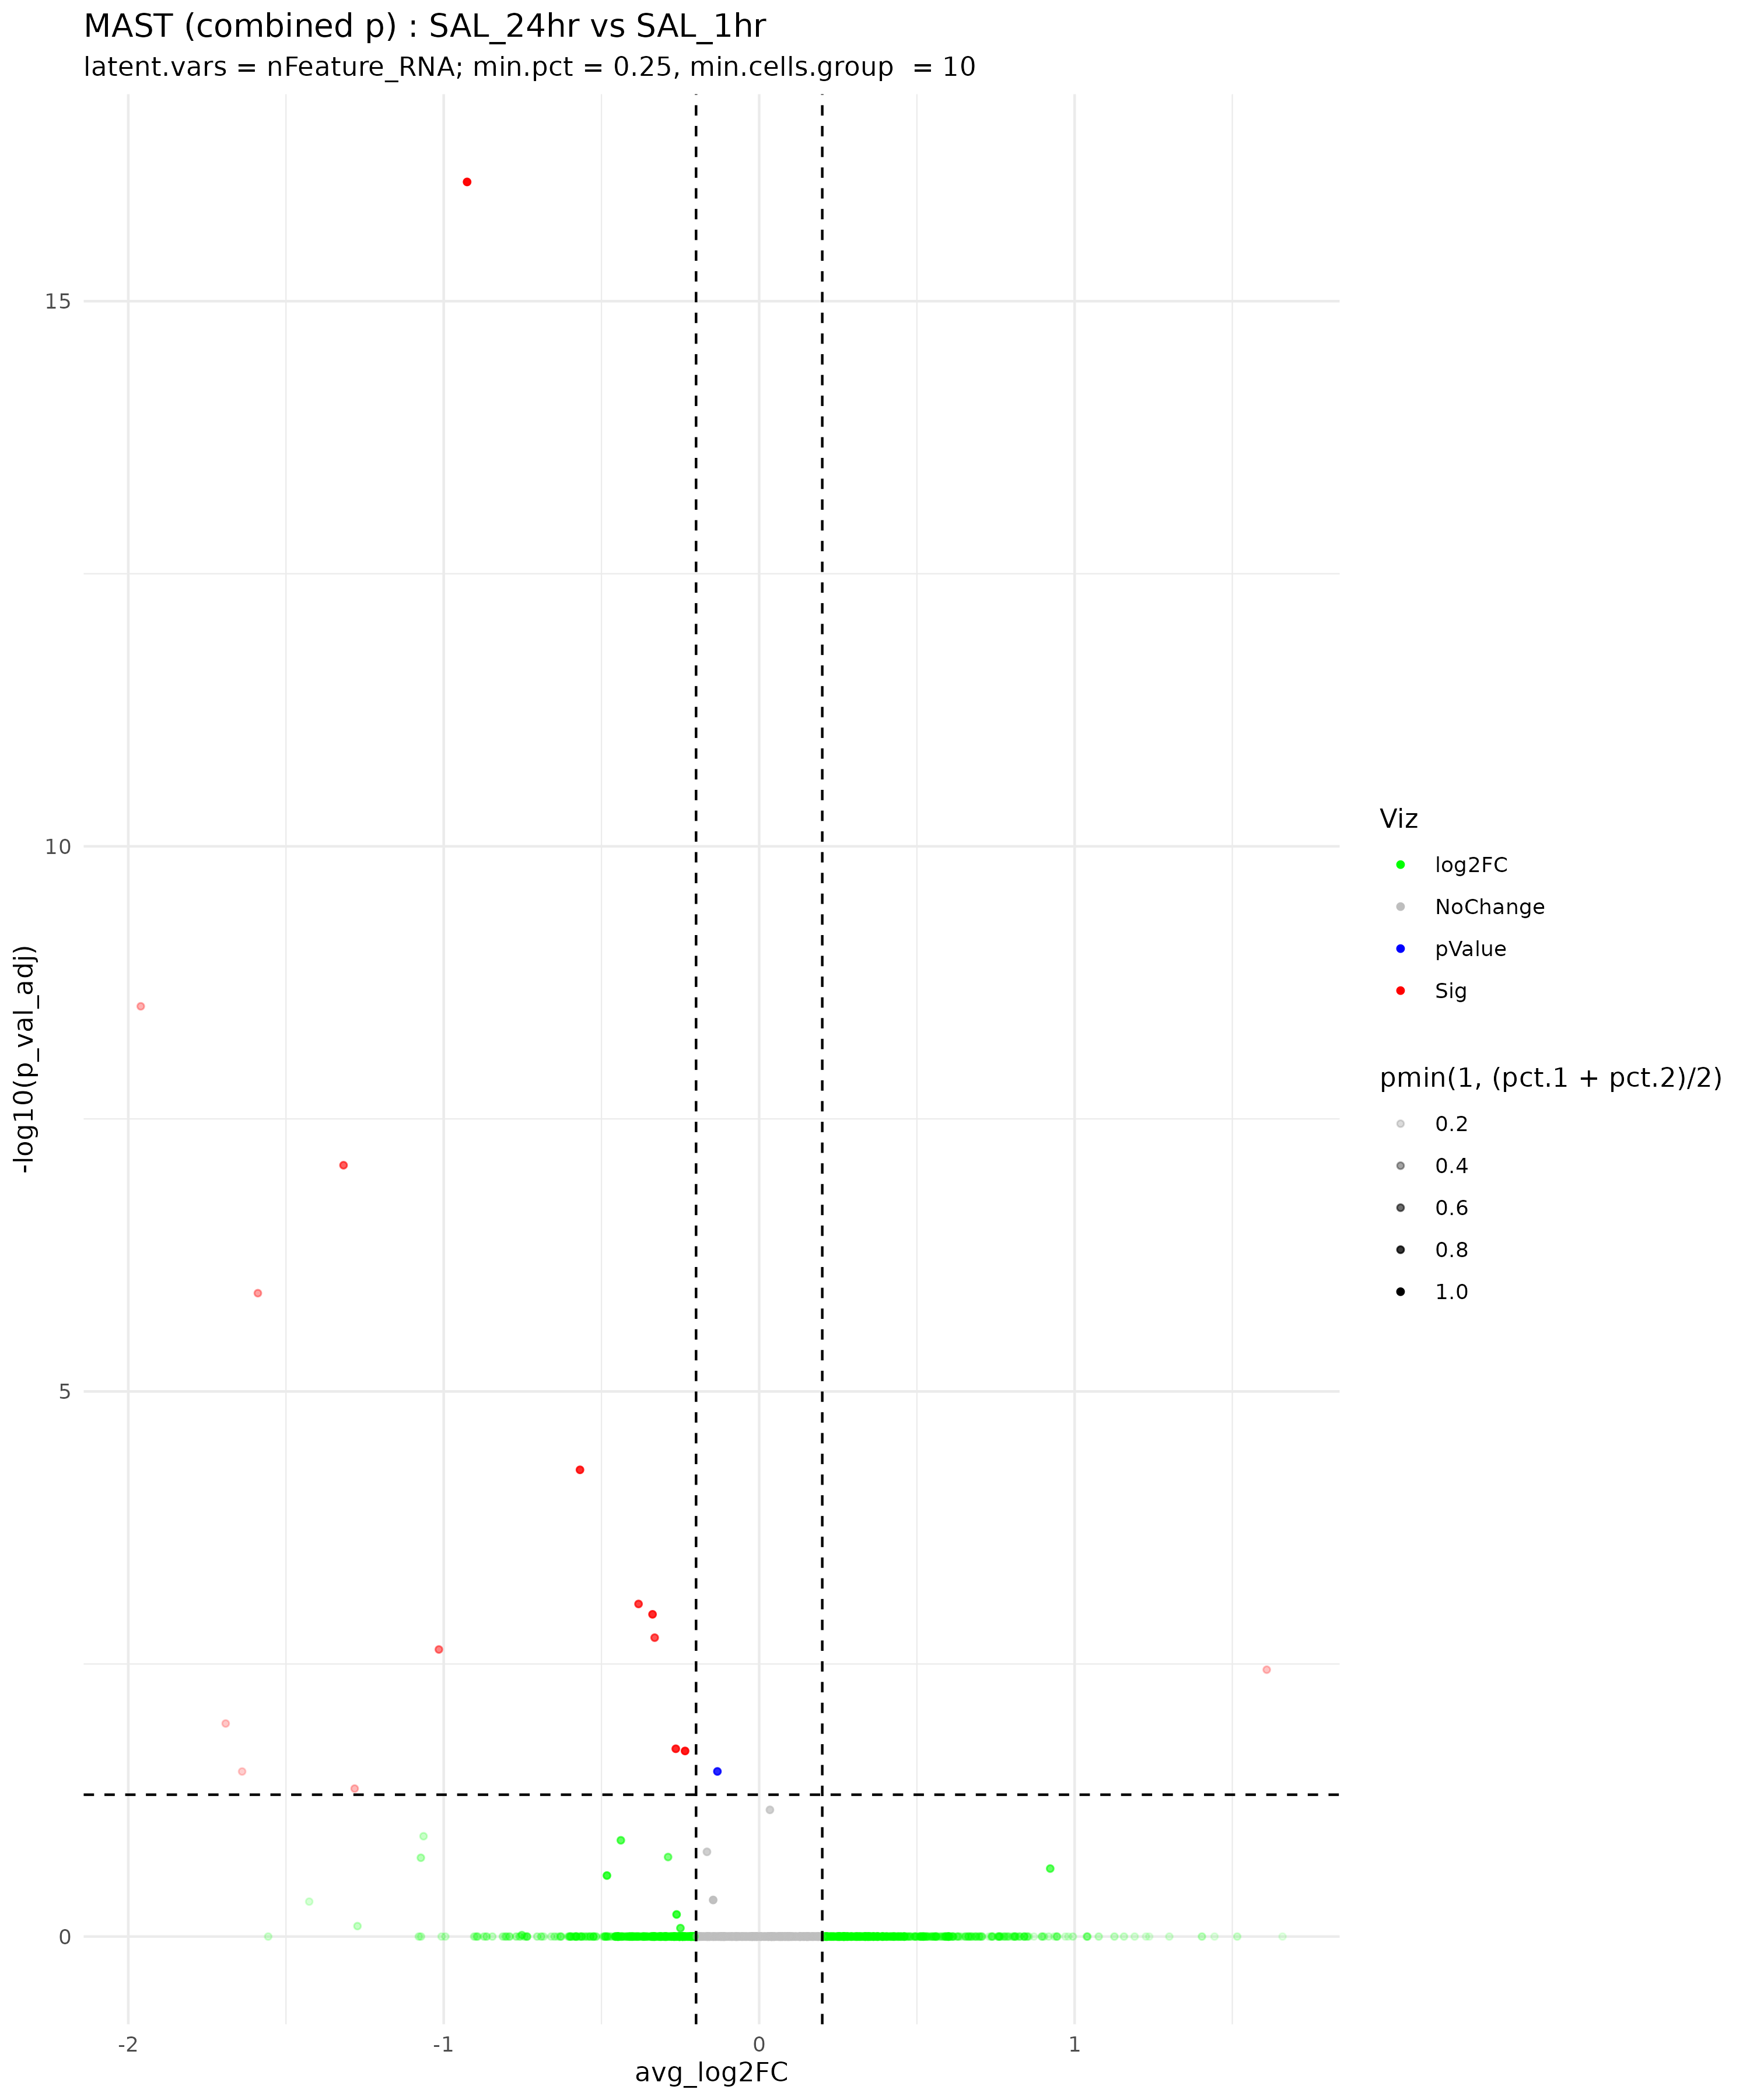 MAST (combined p) : SAL_24hr vs SAL_1hr
latent.vars = nFeature_RNA; min.pct = 0.25, min.cells.group  = 10
-log10(p_val_adj)
15
10
5
0
-2
-1
0
1
avg_log2FC
Viz
log2FC
NoChange
pValue
Sig
pmin(1, (pct.1 + pct.2)/2)
0.2
0.4
0.6
0.8
1.0